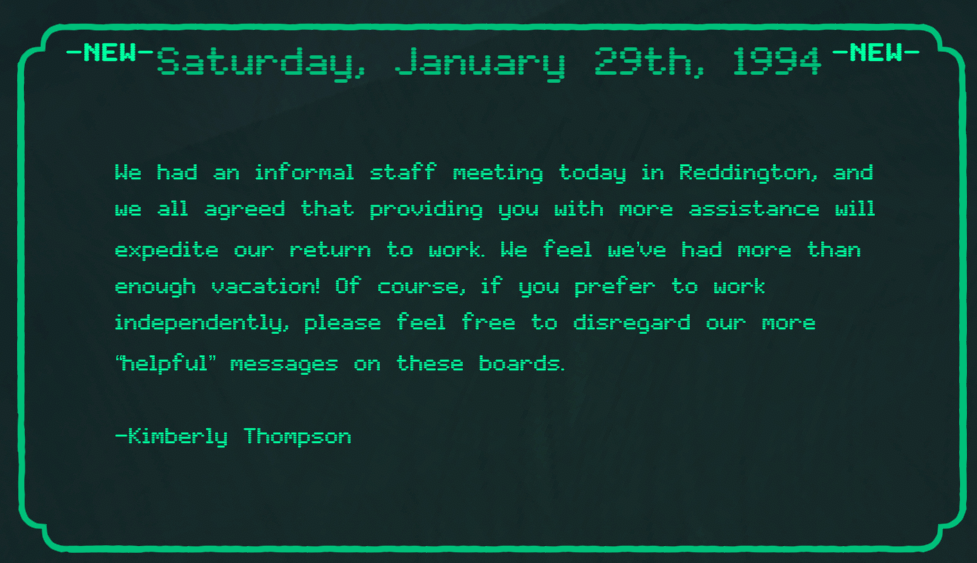 -NEW- Saturday, January 29th, 1994 -NEW-
We had an informal staff meeting today in Reddington, and
we all agreed that providing you with more assistance will
expedite our return to work. We feel we've had more than
enough vacation! Of course, if you prefer to work
independently, please feel free to disregard our more
“helpful” messages on these boards.
-Kimberly Thompson